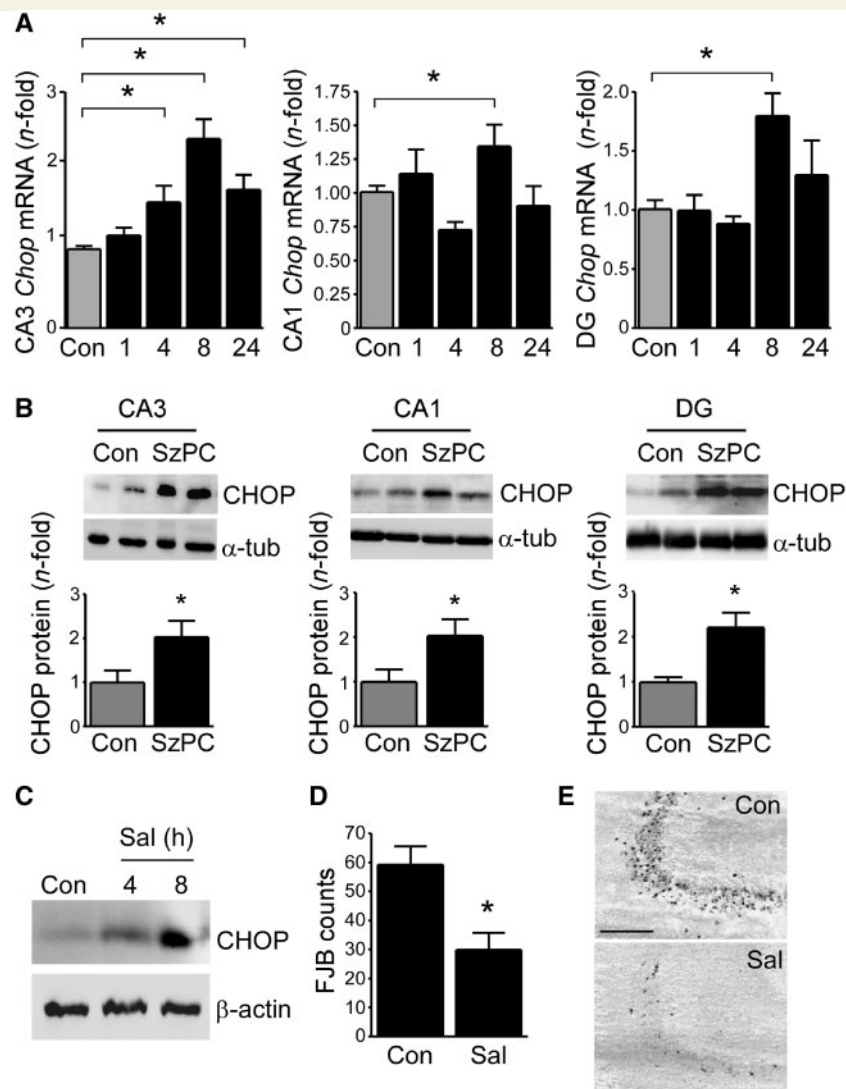 A
* * *
CA3 Chop mRNA (n-fold)
3
2
1
0
Con 1 4 8 24
*
CA1 Chop mRNA (n-fold)
1.75
1.50
1.25
1.00
0.75
0.50
0.25
0
Con 1 4 8 24
*
DG Chop mRNA (n-fold)
2.0
1.5
1.0
0.5
0
Con 1 4 8 24
B
CA3
Con SzPC
CHOP
α-tub
CHOP protein (n-fold)
3
2
1
0
*
Con SzPC
CA1
Con SzPC
CHOP
α-tub
CHOP protein (n-fold)
3
2
1
0
*
Con SzPC
DG
Con SzPC
CHOP
α-tub
CHOP protein (n-fold)
3
2
1
0
*
Con SzPC
C
Sal (h)
Con 4 8
CHOP
β-actin
D
FJB counts
70
60
50
40
30
20
10
0
*
Con Sal
E
Con
Sal